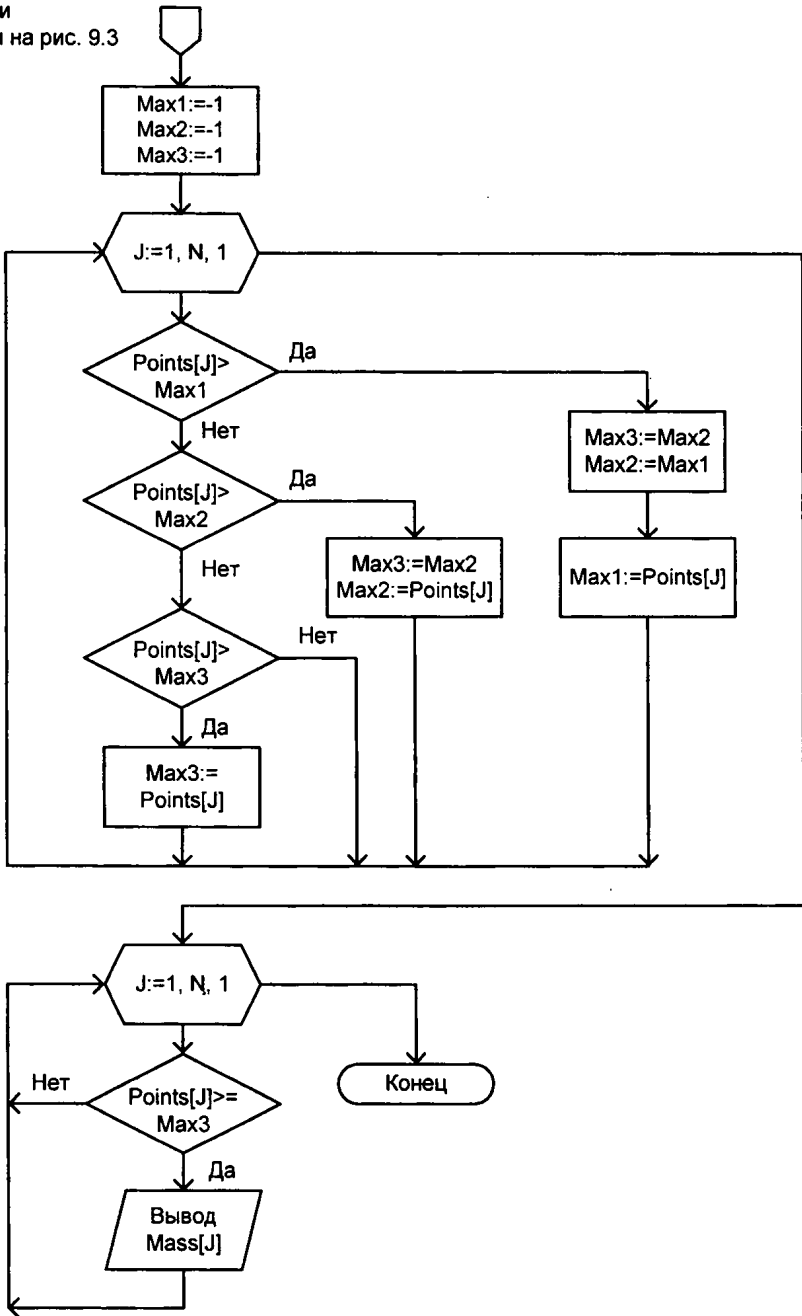 и
на рис. 9.3
Max1:=-1
Max2:=-1
Max3:=-1
J:=1, N, 1
Points[J]>
Max1
Да
Нет
Max3:=Max2
Max2:=Max1
Points[J]>
Max2
Да
Нет
Max3:=Max2
Max2:=Points[J]
Max1:=Points[J]
Points[J]>
Max3
Нет
Да
Max3:=
Points[J]
J:=1, N, 1
Нет
Points[J]>=
Max3
Конец
Да
Вывод
Mass[J]